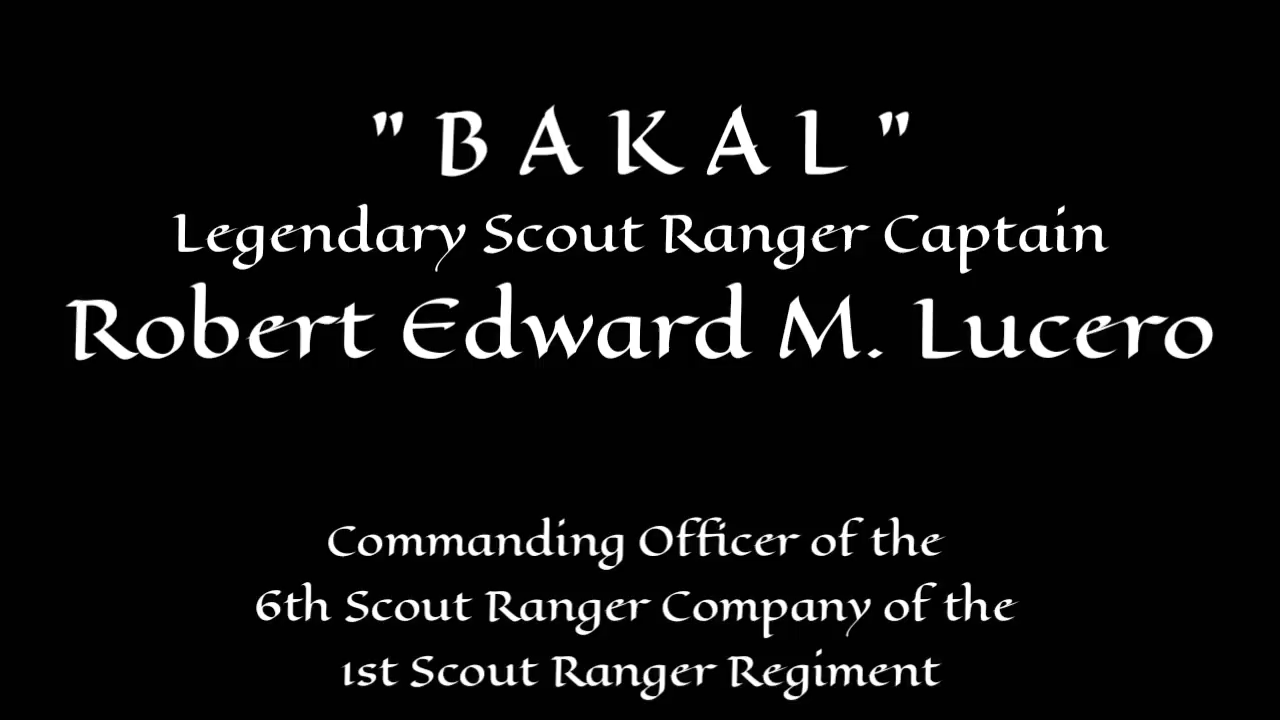 " B A K A L "
Legendary Scout Ranger Captain
Robert Edward M. Lucero
Commanding Officer of the
6th Scout Ranger Company of the
1st Scout Ranger Regiment